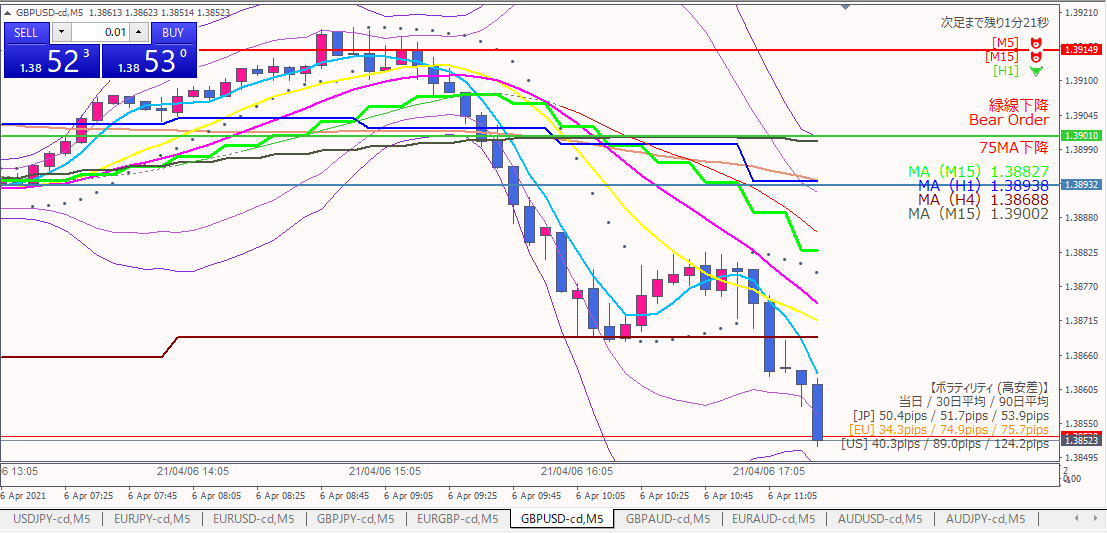 GBPUSD-cd,M5 1.38613 1.38623 1.38514 1.38523
SELL 0.01 BUY
1.38 52 3 1.38 53 0
次足まで残り1分21秒
[M5]
[M15]
[H1]
緑線下降
Bear Order
75MA下降
MA (M15) 1.38827
MA (H1) 1.38938
MA (H4) 1.38688
MA (M15) 1.39002
【ボラティリティ (高安差)】
当日 / 30日平均 / 90日平均
[JP] 50.4pips / 51.7pips / 53.9pips
[EU] 34.3pips / 74.9pips / 75.7pips
[US] 40.3pips / 89.0pips / 124.2pips
1.39210
1.39149
1.39100
1.39045
1.39010
1.38990
1.38932
1.38880
1.38825
1.38770
1.38715
1.38660
1.38605
1.38550
1.38523
1.38495
6 13:05 21/04/06 14:05 21/04/06 15:05 21/04/06 16:05 21/04/06 17:05
6 Apr 2021 6 Apr 07:25 6 Apr 07:45 6 Apr 08:05 6 Apr 08:25 6 Apr 08:45 6 Apr 09:05 6 Apr 09:25 6 Apr 09:45 6 Apr 10:05 6 Apr 10:25 6 Apr 10:45 6 Apr 11:05
USDJPY-cd,M5 EURJPY-cd,M5 EURUSD-cd,M5 GBPJPY-cd,M5 EURGBP-cd,M5 GBPUSD-cd,M5 GBPAUD-cd,M5 EURAUD-cd,M5 AUDUSD-cd,M5 AUDJPY-cd,M5